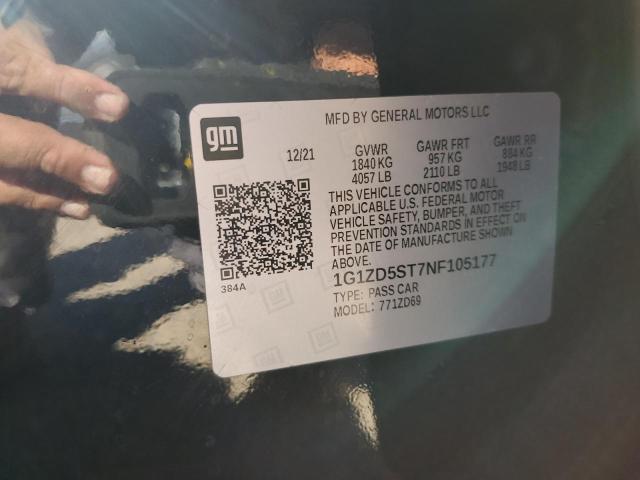 gm
MFD BY GENERAL MOTORS LLC
12/21
GVWR
1840 KG
4057 LB
GAWR FRT
957 KG
2110 LB
GAWR RR
884 KG
1948 LB
THIS VEHICLE CONFORMS TO ALL
APPLICABLE U.S. FEDERAL MOTOR
VEHICLE SAFETY, BUMPER, AND THEFT
PREVENTION STANDARDS IN EFFECT ON
THE DATE OF MANUFACTURE SHOWN
ABOVE.
384A
1G1ZD5ST7NF105177
TYPE: PASS CAR
MODEL: 771ZD69